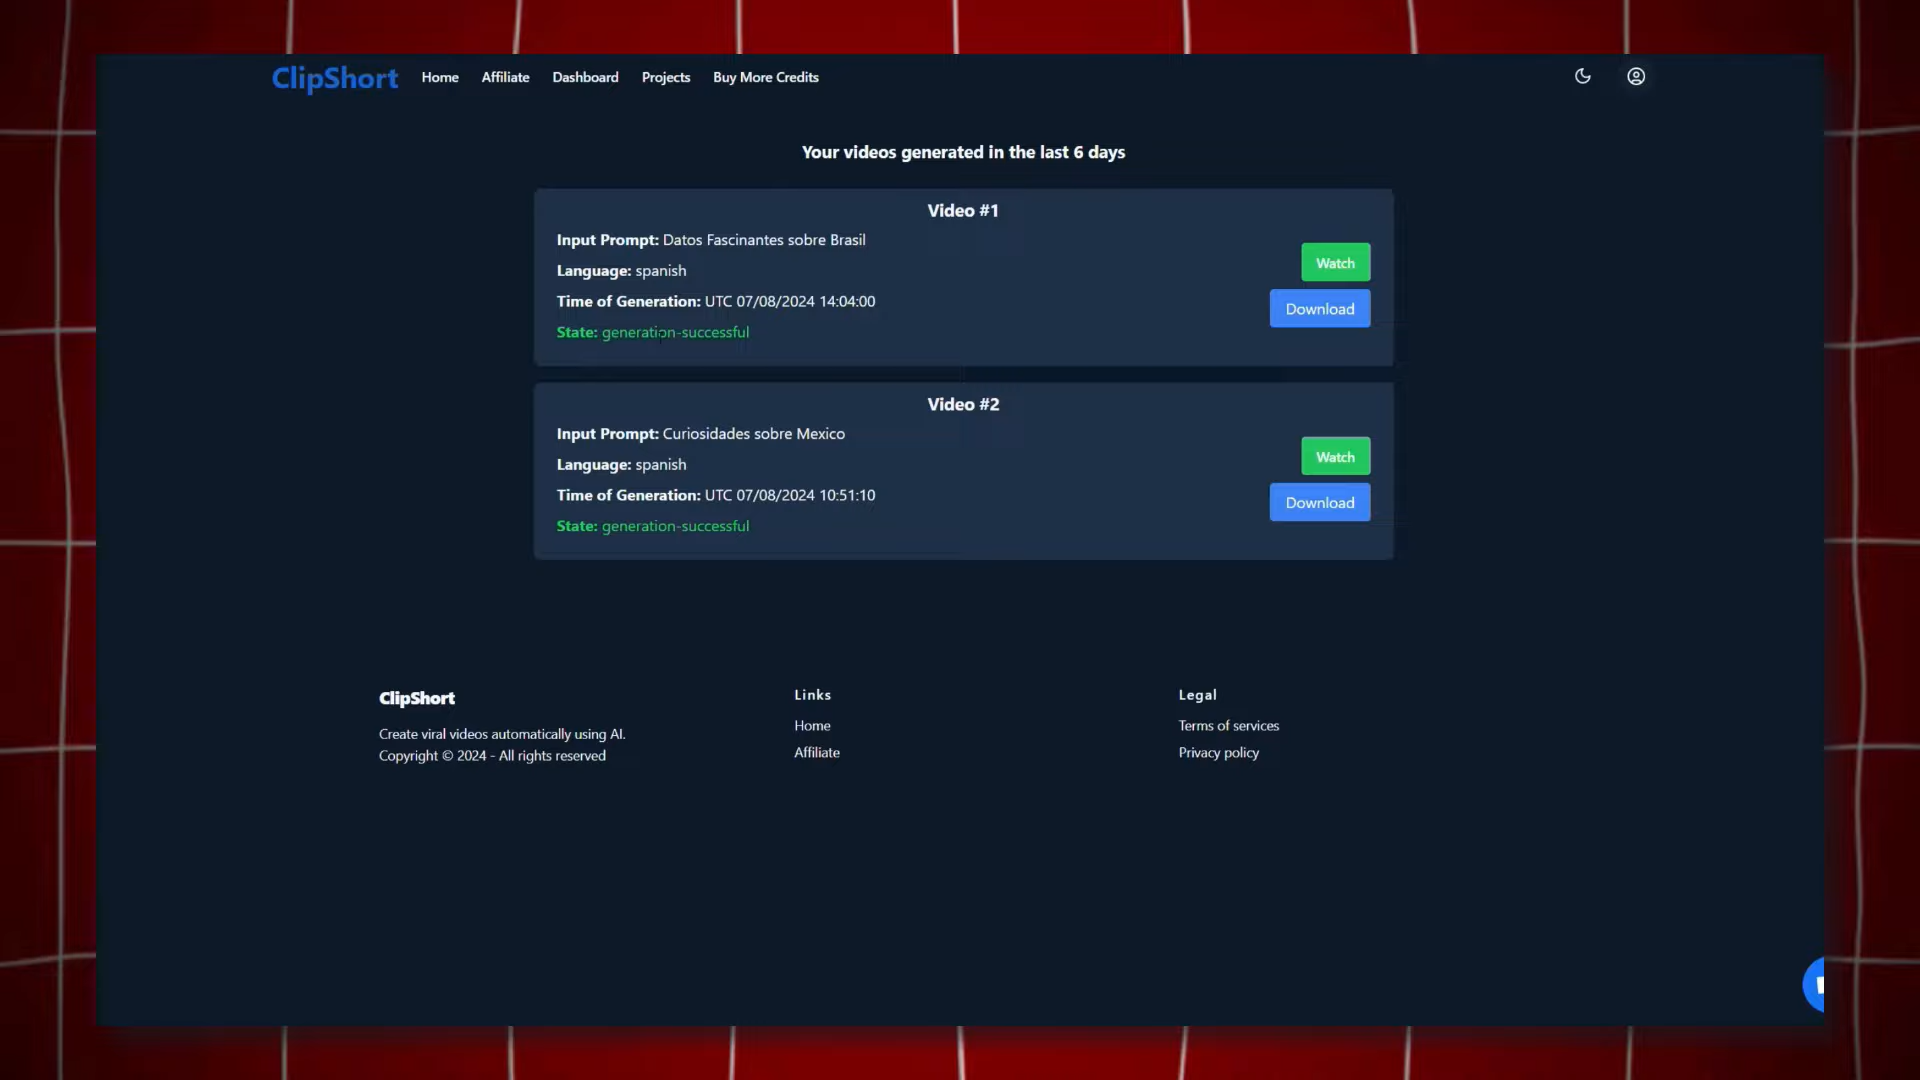 ClipShort Home Affiliate Dashboard Projects Buy More Credits
Your videos generated in the last 6 days
Video #1
Input Prompt: Datos Fascinantes sobre Brasil
Language: spanish
Time of Generation: UTC 07/08/2024 14:04:00
State: generation-successful
Watch
Download
Video #2
Input Prompt: Curiosidades sobre Mexico
Language: spanish
Time of Generation: UTC 07/08/2024 10:51:10
State: generation-successful
Watch
Download
ClipShort
Create viral videos automatically using AI.
Copyright © 2024 - All rights reserved
Links
Home
Affiliate
Legal
Terms of services
Privacy policy